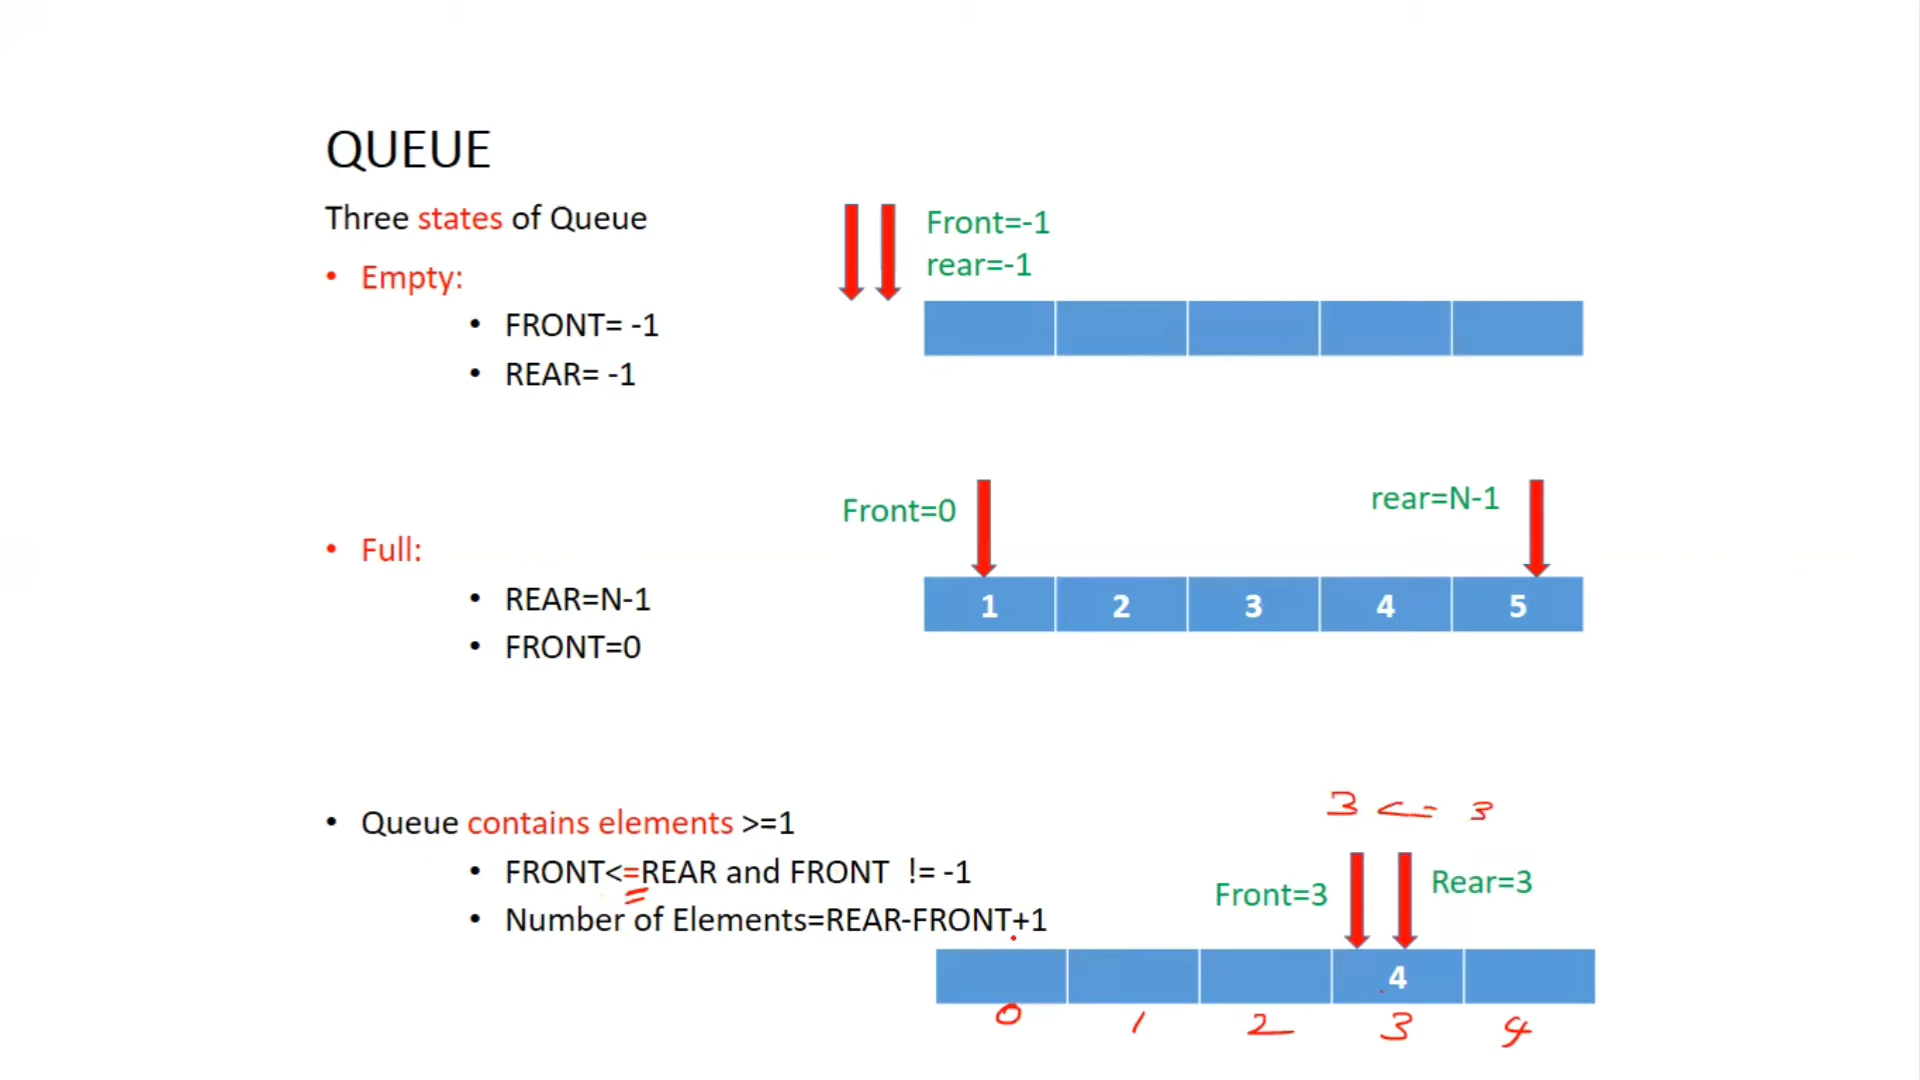 QUEUE
Three states of Queue
• Empty:
• FRONT= -1
• REAR= -1
Front=-1
rear=-1
• Full:
• REAR=N-1
• FRONT=0
Front=0
rear=N-1
1 2 3 4 5
• Queue contains elements >=1
• FRONT<=REAR and FRONT != -1
=
• Number of Elements=REAR-FRONT+1
3 <= 3
Front=3
Rear=3
4
0 1 2 3 4